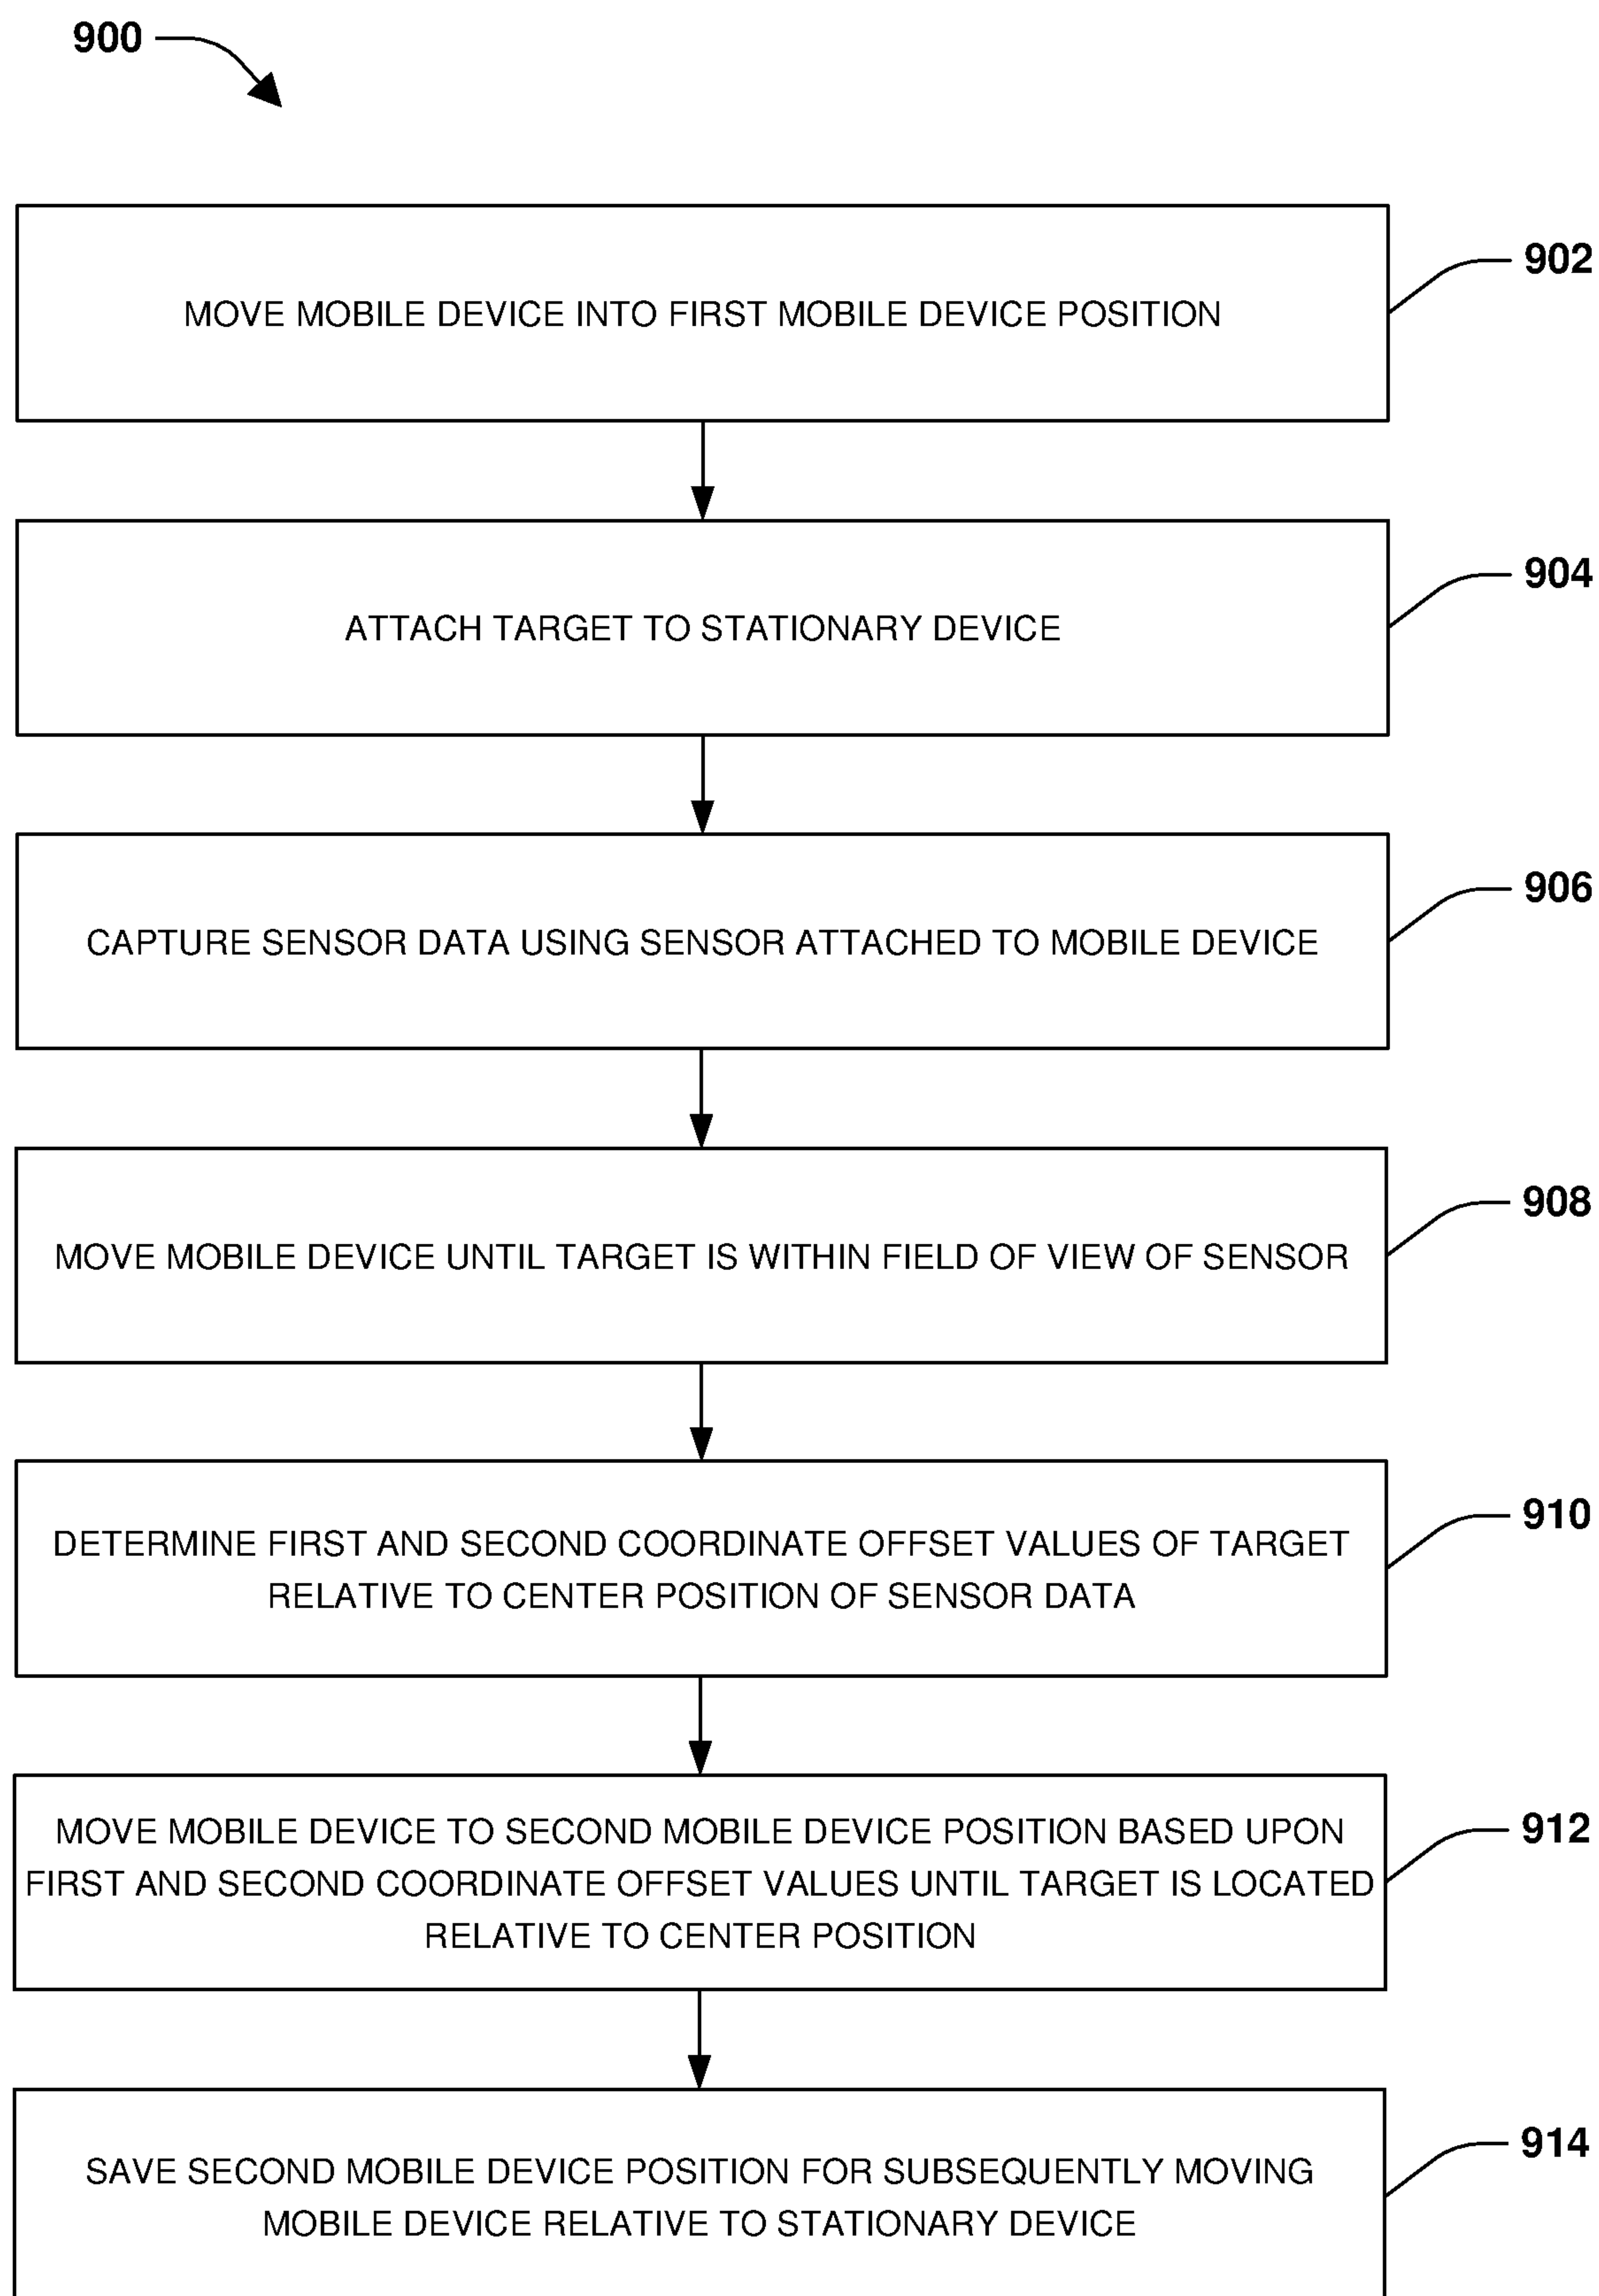 900
MOVE MOBILE DEVICE INTO FIRST MOBILE DEVICE POSITION
902
ATTACH TARGET TO STATIONARY DEVICE
904
CAPTURE SENSOR DATA USING SENSOR ATTACHED TO MOBILE DEVICE
906
MOVE MOBILE DEVICE UNTIL TARGET IS WITHIN FIELD OF VIEW OF SENSOR
908
DETERMINE FIRST AND SECOND COORDINATE OFFSET VALUES OF TARGET
RELATIVE TO CENTER POSITION OF SENSOR DATA
910
MOVE MOBILE DEVICE TO SECOND MOBILE DEVICE POSITION BASED UPON
FIRST AND SECOND COORDINATE OFFSET VALUES UNTIL TARGET IS LOCATED
RELATIVE TO CENTER POSITION
912
SAVE SECOND MOBILE DEVICE POSITION FOR SUBSEQUENTLY MOVING
MOBILE DEVICE RELATIVE TO STATIONARY DEVICE
914